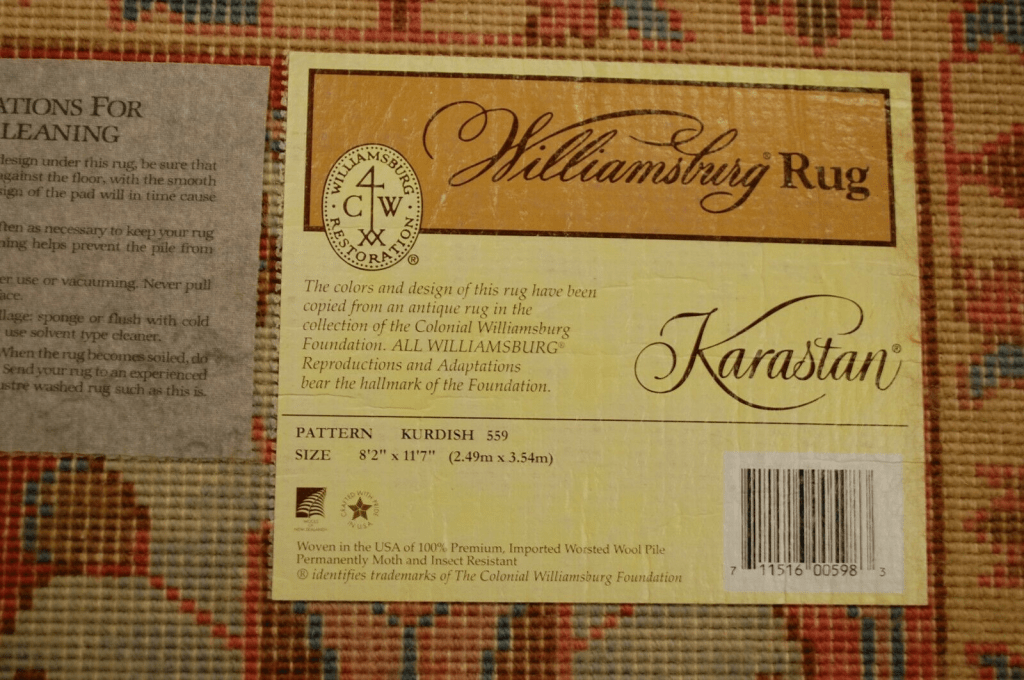 ATIONS FOR
LEANING
design under this rug, be sure that
against the floor, with the smooth
sign of the pad will in time cause
ften as necessary to keep your rug
ning helps prevent the pile from
er use or vacuuming. Never pull
ace.
llage: sponge or flush with cold
use solvent type cleaner.
When the rug becomes soiled, do
Send your rug to an experienced
ustre washed rug such as this is.
Williamsburg® Rug
WILLIAMSBURG
CW
RESTORATION®
The colors and design of this rug have been
copied from an antique rug in the
collection of the Colonial Williamsburg
Foundation. ALL WILLIAMSBURG®
Reproductions and Adaptations
bear the hallmark of the Foundation.
Karastan®
PATTERN KURDISH 559
SIZE 8'2" x 11'7" (2.49m x 3.54m)
CRAFTED WITH PRIDE
IN USA
Woven in the USA of 100% Premium, Imported Worsted Wool Pile
Permanently Moth and Insect Resistant
® identifies trademarks of The Colonial Williamsburg Foundation
7 11516 00598 3